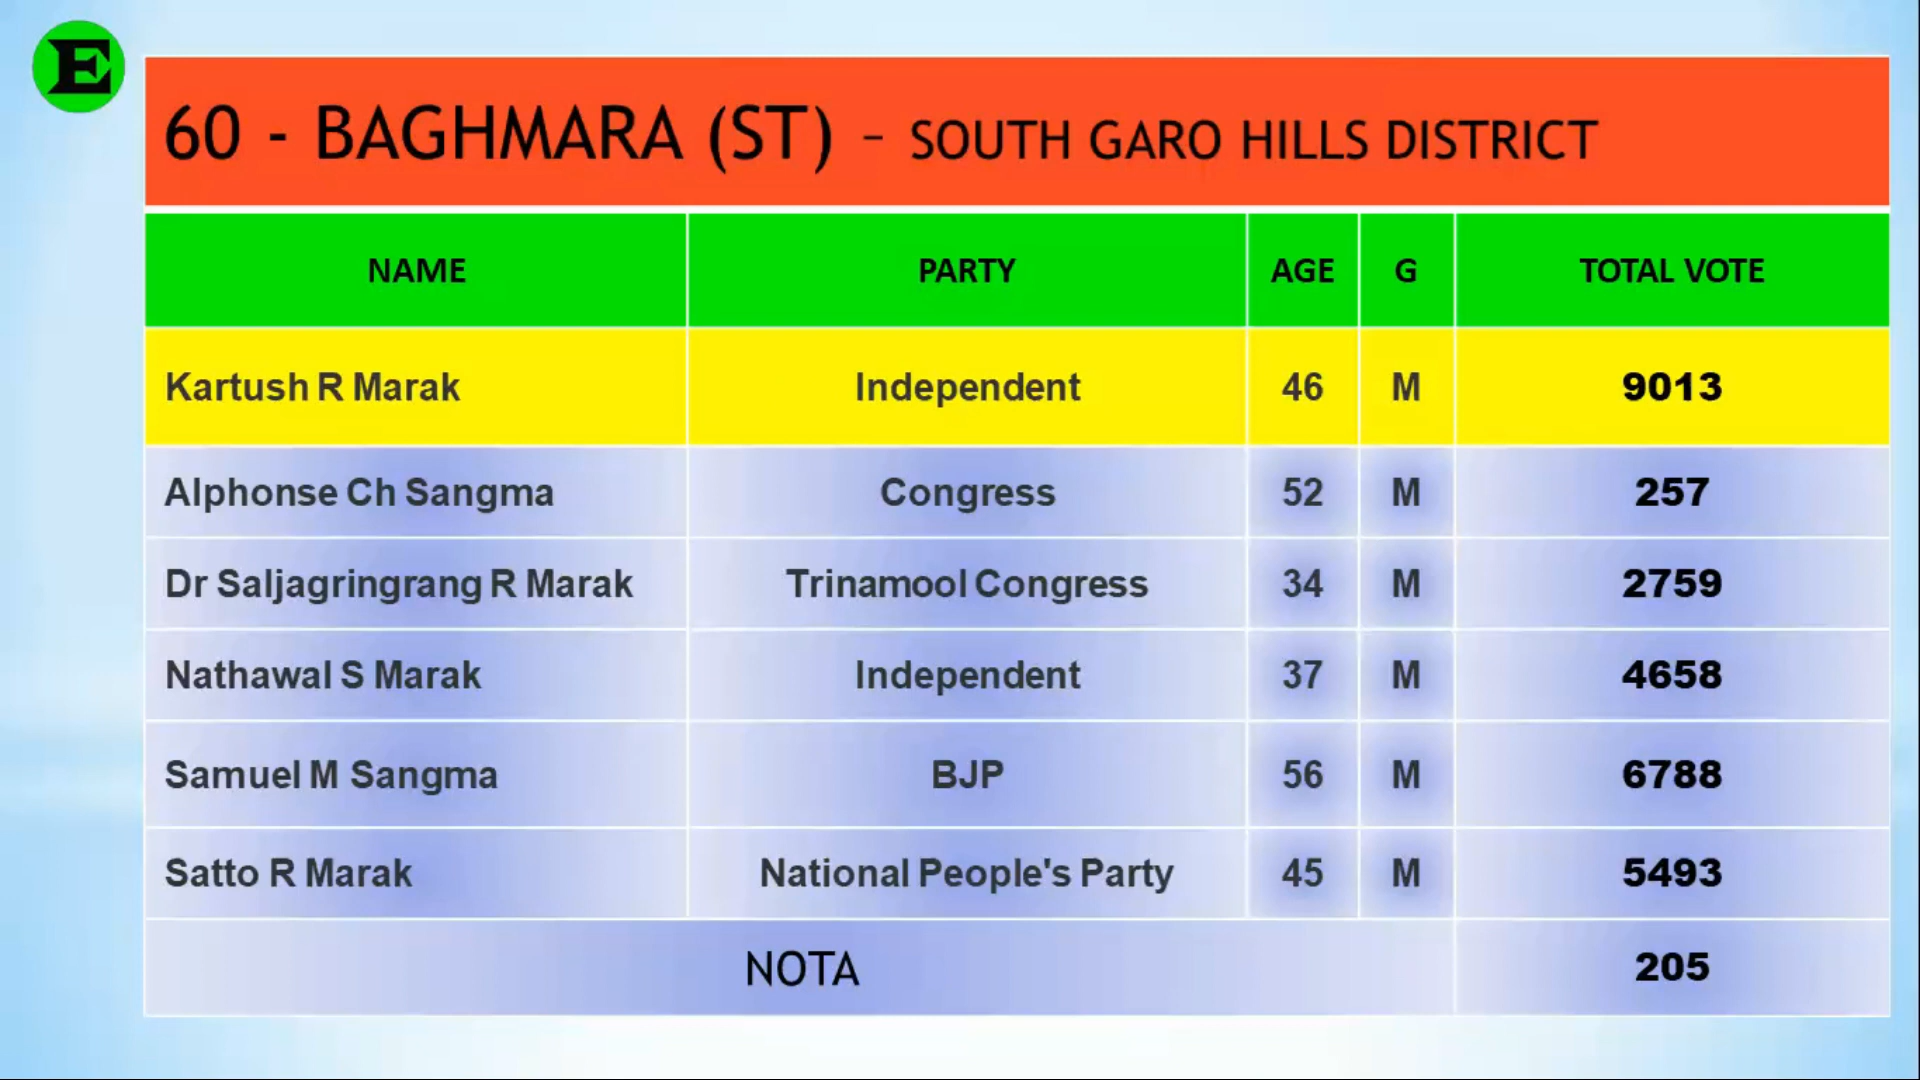 E
60 - BAGHMARA (ST) – SOUTH GARO HILLS DISTRICT
NAME PARTY AGE G TOTAL VOTE
Kartush R Marak Independent 46 M 9013
Alphonse Ch Sangma Congress 52 M 257
Dr Saljagringrang R Marak Trinamool Congress 34 M 2759
Nathawal S Marak Independent 37 M 4658
Samuel M Sangma BJP 56 M 6788
Satto R Marak National People's Party 45 M 5493
NOTA 205